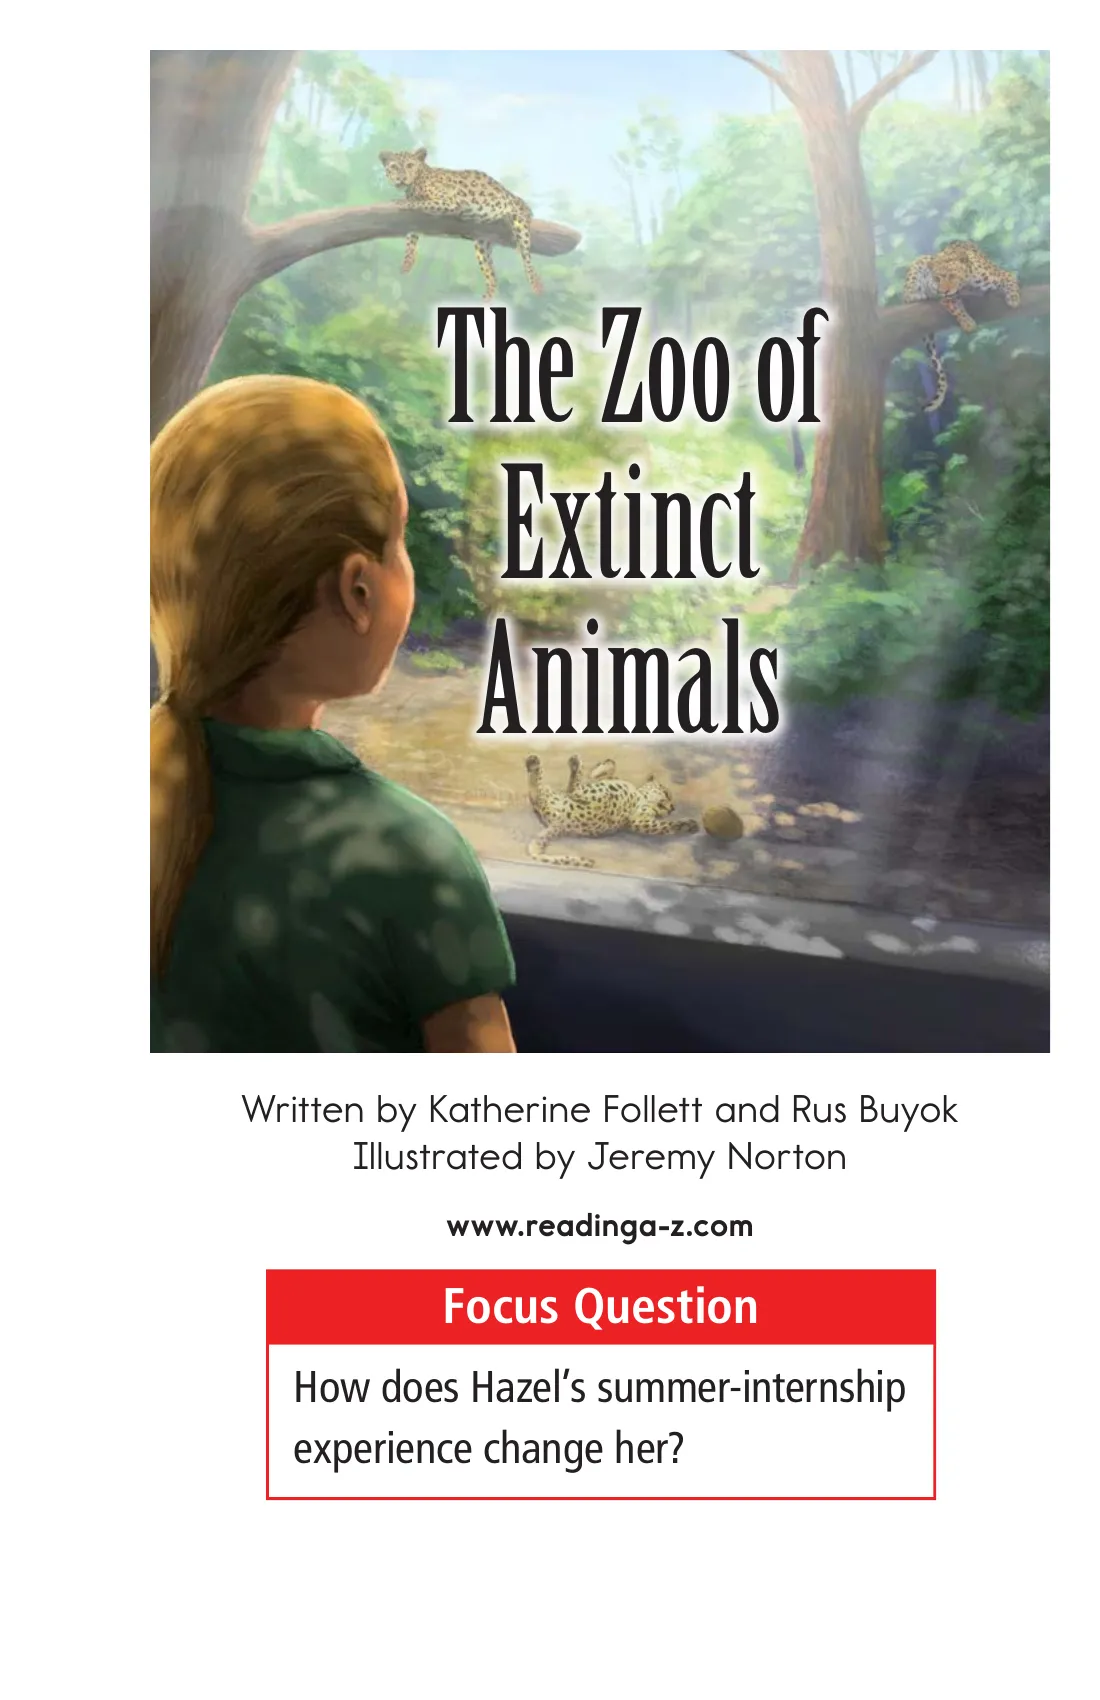 The Zoo of
Extinct
Animals
Written by Katherine Follett and Rus Buyok
Illustrated by Jeremy Norton
www.readinga-z.com
Focus Question
How does Hazel’s summer-internship
experience change her?